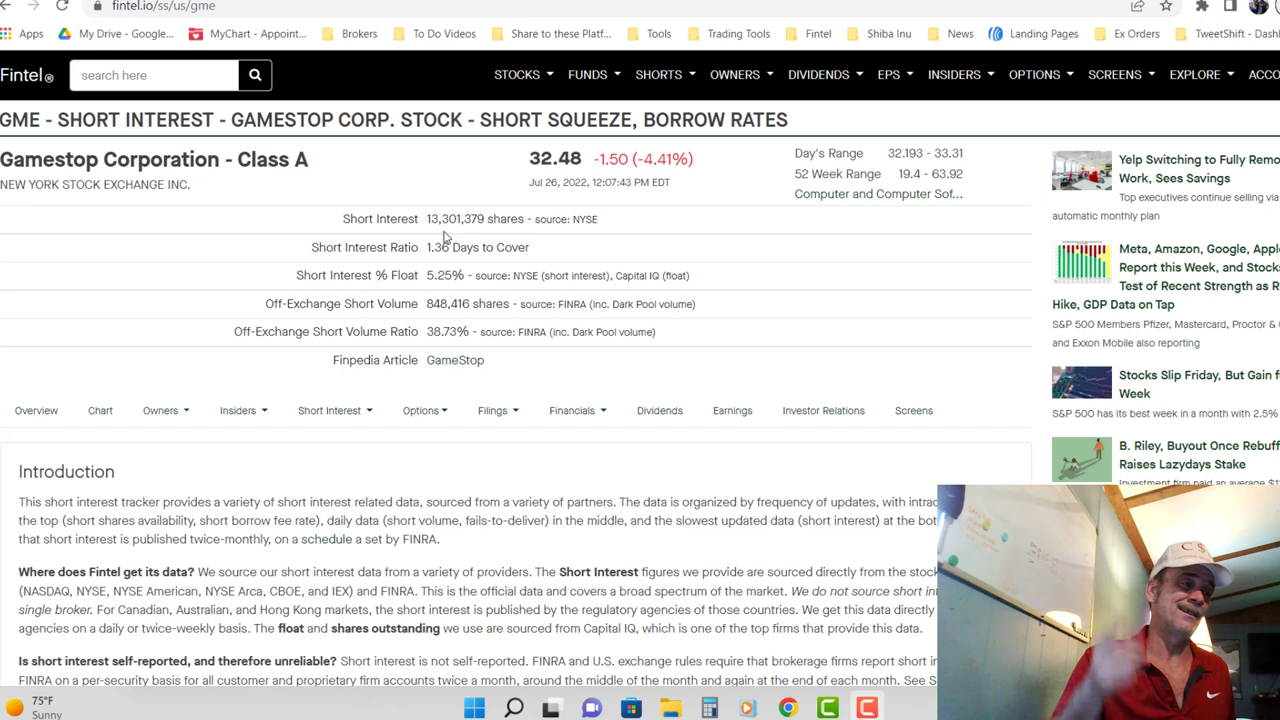 fintel.io/ss/us/gme
Apps My Drive - Google... MyChart - Appoint... Brokers To Do Videos Share to these Platf... Tools Trading Tools Fintel Shiba Inu News Landing Pages Ex Orders TweetShift - Dash
Fintel® search here STOCKS FUNDS SHORTS OWNERS DIVIDENDS EPS INSIDERS OPTIONS SCREENS EXPLORE ACCO
GME - SHORT INTEREST - GAMESTOP CORP. STOCK - SHORT SQUEEZE, BORROW RATES
Gamestop Corporation - Class A
NEW YORK STOCK EXCHANGE INC.
32.48 -1.50 (-4.41%)
Jul 26, 2022, 12:07:43 PM EDT
Day's Range 32.193 - 33.31
52 Week Range 19.4 - 63.92
Computer and Computer Sof...
Short Interest 13,301,379 shares - source: NYSE
Short Interest Ratio 1.36 Days to Cover
Short Interest % Float 5.25% - source: NYSE (short interest), Capital IQ (float)
Off-Exchange Short Volume 848,416 shares - source: FINRA (inc. Dark Pool volume)
Off-Exchange Short Volume Ratio 38.73% - source: FINRA (inc. Dark Pool volume)
Finpedia Article GameStop
Overview Chart Owners Insiders Short Interest Options Filings Financials Dividends Earnings Investor Relations Screens
Introduction
This short interest tracker provides a variety of short interest related data, sourced from a variety of partners. The data is organized by frequency of updates, with intra
the top (short shares availability, short borrow fee rate), daily data (short volume, fails-to-deliver) in the middle, and the slowest updated data (short interest) at the bot
that short interest is published twice-monthly, on a schedule a set by FINRA.
Where does Fintel get its data? We source our short interest data from a variety of providers. The Short Interest figures we provide are sourced directly from the stock
(NASDAQ, NYSE, NYSE American, NYSE Arca, CBOE, and IEX) and FINRA. This is the official data and covers a broad spectrum of the market. We do not source short in
single broker. For Canadian, Australian, and Hong Kong markets, the short interest is published by the regulatory agencies of those countries. We get this data directly
agencies on a daily or twice-weekly basis. The float and shares outstanding we use are sourced from Capital IQ, which is one of the top firms that provide this data.
Is short interest self-reported, and therefore unreliable? Short interest is not self-reported. FINRA and U.S. exchange rules require that brokerage firms report short in
FINRA on a per-security basis for all customer and proprietary firm accounts twice a month, around the middle of the month and again at the end of each month. See S
Yelp Switching to Fully Remo
Work, Sees Savings
Top executives continue selling via
automatic monthly plan
Meta, Amazon, Google, Apple
Report this Week, and Stocks
Test of Recent Strength as R
Hike, GDP Data on Tap
S&P 500 Members Pfizer, Mastercard, Proctor &
and Exxon Mobile also reporting
Stocks Slip Friday, But Gain f
Week
S&P 500 has its best week in a month with 2.5%
B. Riley, Buyout Once Rebuff
Raises Lazydays Stake
Investment firm paid an average $1
75°F
Sunny